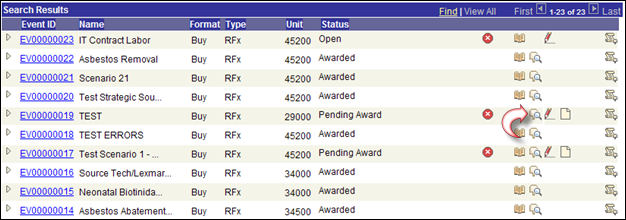 Search Results Find | View All First 1-23 of 23 Last
Event ID Name Format Type Unit Status
EV00000023 IT Contract Labor Buy RFx 45200 Open
EV00000022 Asbestos Removal Buy RFx 45200 Awarded
EV00000021 Scenario 21 Buy RFx 45200 Awarded
EV00000020 Test Strategic Sou... Buy RFx 45200 Awarded
EV00000019 TEST Buy RFx 29000 Pending Award
EV00000018 TEST ERRORS Buy RFx 45200 Awarded
EV00000017 Test Scenario 1 - ... Buy RFx 45200 Pending Award
EV00000016 Source Tech/Lexmar... Buy RFx 34000 Awarded
EV00000015 Neonatal Biotinida... Buy RFx 34000 Awarded
EV00000014 Asbestos Abatement... Buy RFx 34500 Awarded